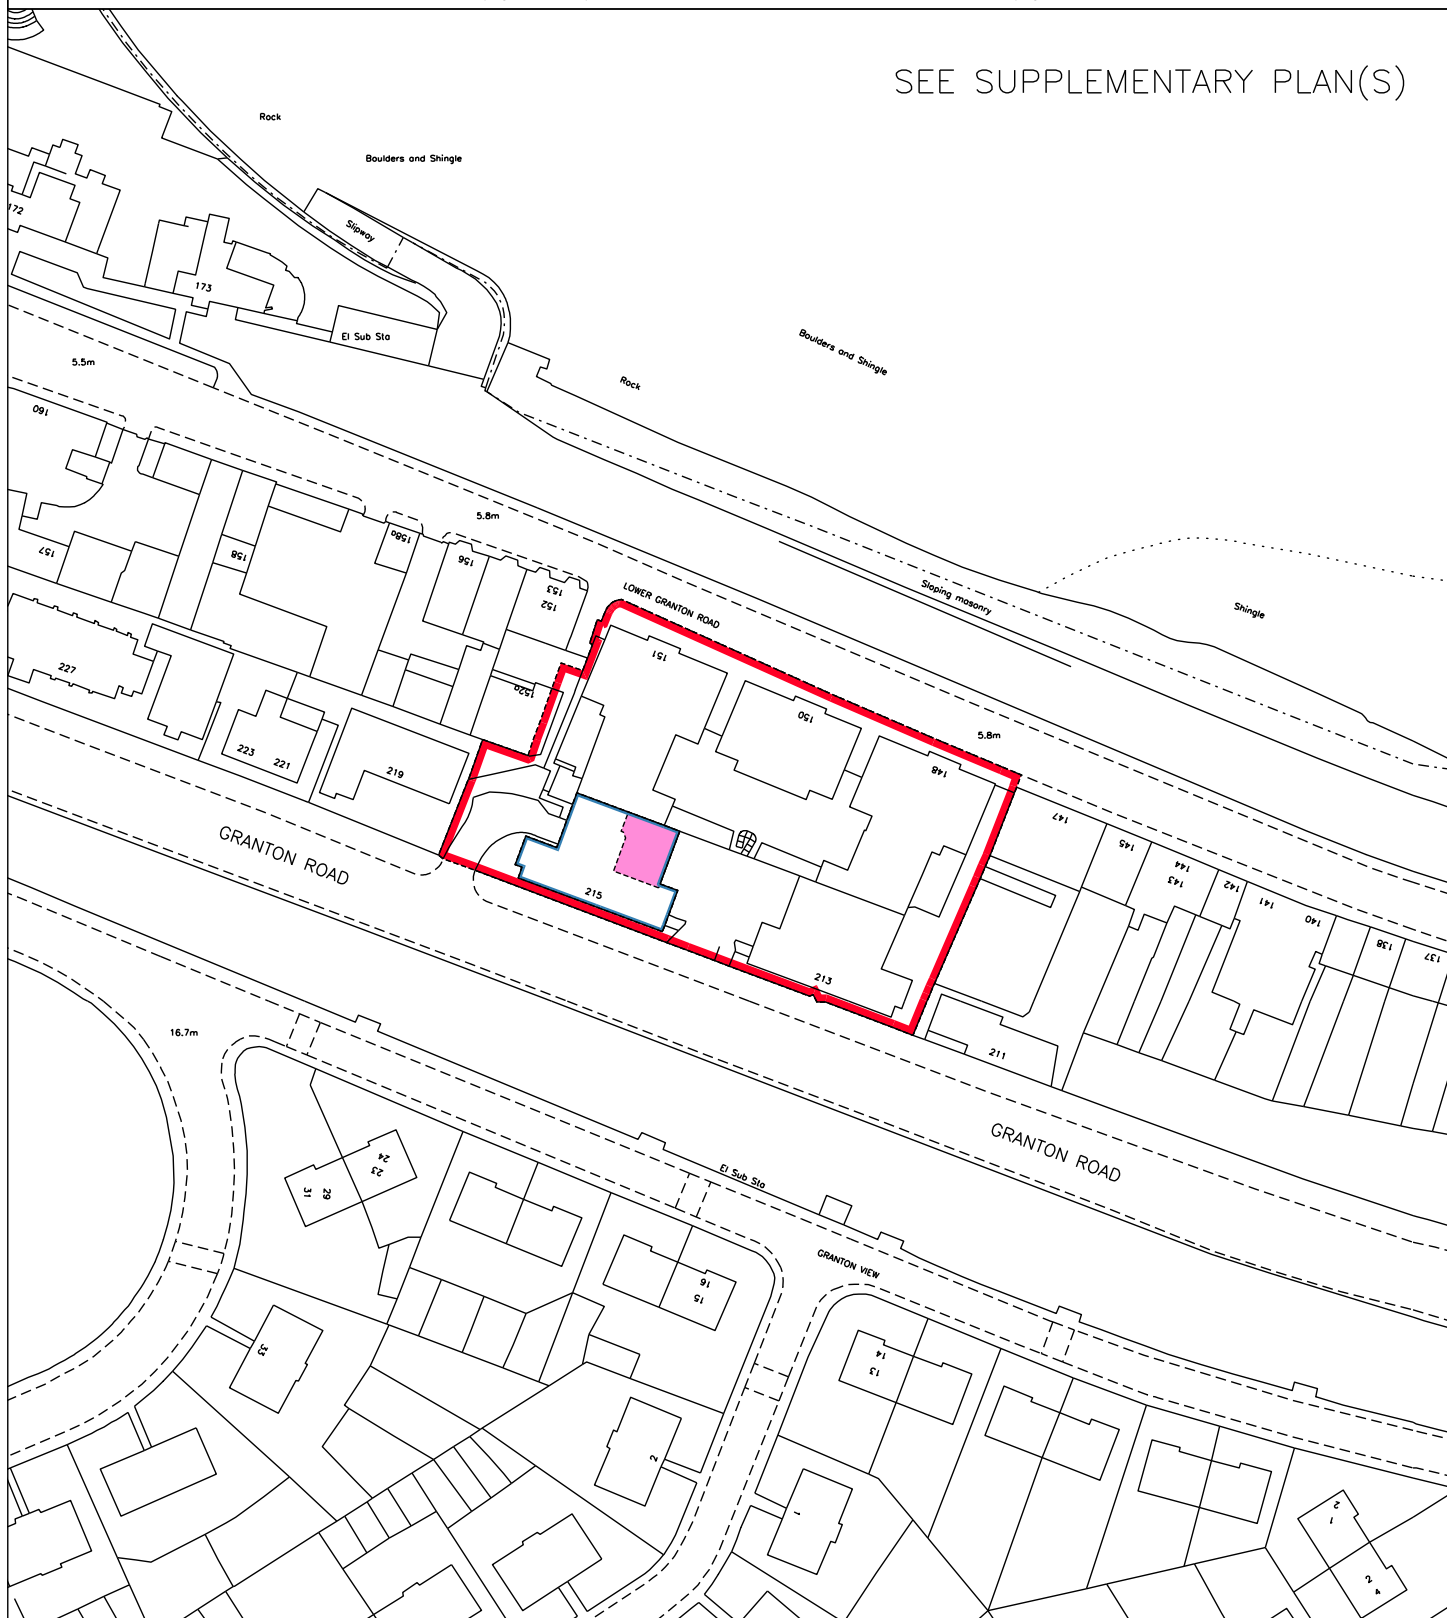 SEE SUPPLEMENTARY PLAN(S)
Rock
Boulders and Shingle
172
Slipway
173
El Sub Sta
Boulders and Shingle
5.5m
Rock
160
5.8m
158a
157
158
156
153
152
Sloping masonry
Shingle
LOWER GRANTON ROAD
151
227
152a
150
5.8m
223
221
219
148
147
145
144
143
142
141
140
138
137
GRANTON ROAD
215
213
16.7m
211
GRANTON ROAD
24
23
29
31
El Sub Sta
GRANTON VIEW
16
15
33
14
13
2
1
2
1
2
4